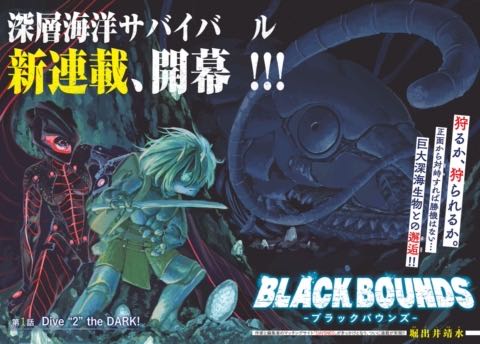 深層海洋サバイバル
新連載、開幕!!!
狩るか、狩られるか。
正面から対峙すれば勝機はない…
巨大深海生物との邂逅!!
BLACK BOUNDS
-ブラックバウンズ-
堀出井靖水
第1話 Dive “2” the DARK!